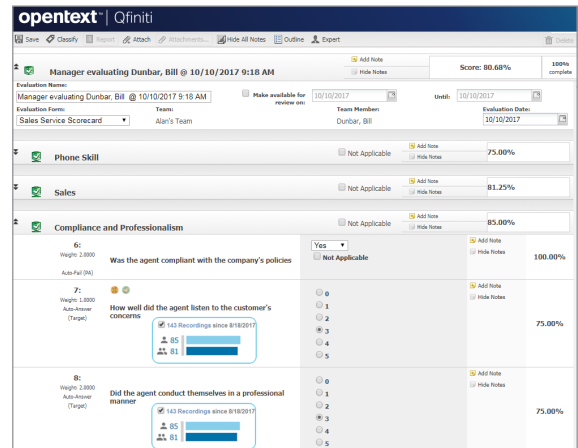 opentext™ | Qfiniti
Save Classify Report Attach Attachments... Hide All Notes Outline Expert Delete
Manager evaluating Dunbar, Bill @ 10/10/2017 9:18 AM
Add Note
Hide Notes
Score: 80.68%
100%
complete
Evaluation Name:
Manager evaluating Dunbar, Bill @ 10/10/2017 9:18 AM
Make available for
review on:
10/10/2017
Until:
10/10/2017
Evaluation Form:
Team:
Team Member:
Evaluation Date:
Sales Service Scorecard
Alan's Team
Dunbar, Bill
10/10/2017
Phone Skill
Not Applicable
Add Note
Hide Notes
75.00%
Sales
Not Applicable
Add Note
Hide Notes
81.25%
Compliance and Professionalism
Not Applicable
Add Note
Hide Notes
85.00%
6:
Weight: 2.0000
Auto-Fail (PA)
Was the agent compliant with the company's policies
Yes
Not Applicable
Add Note
Hide Notes
100.00%
7:
Weight: 1.0000
Auto-Answer
(Target)
How well did the agent listen to the customer's
concerns
143 Recordings since 8/18/2017
85
81
0
1
2
3
4
5
Add Note
Hide Notes
75.00%
8:
Weight: 2.0000
Auto-Answer
(Target)
Did the agent conduct themselves in a professional
manner
143 Recordings since 8/18/2017
85
81
0
1
2
3
4
5
Add Note
Hide Notes
75.00%